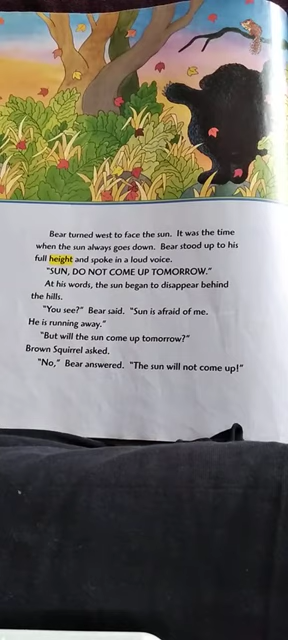 Bear turned west to face the sun. It was the time
when the sun always goes down. Bear stood up to his
full height and spoke in a loud voice.
"SUN, DO NOT COME UP TOMORROW."
At his words, the sun began to disappear behind
the hills.
"You see?" Bear said. "Sun is afraid of me.
He is running away."
"But will the sun come up tomorrow?"
Brown Squirrel asked.
"No," Bear answered. "The sun will not come up!"